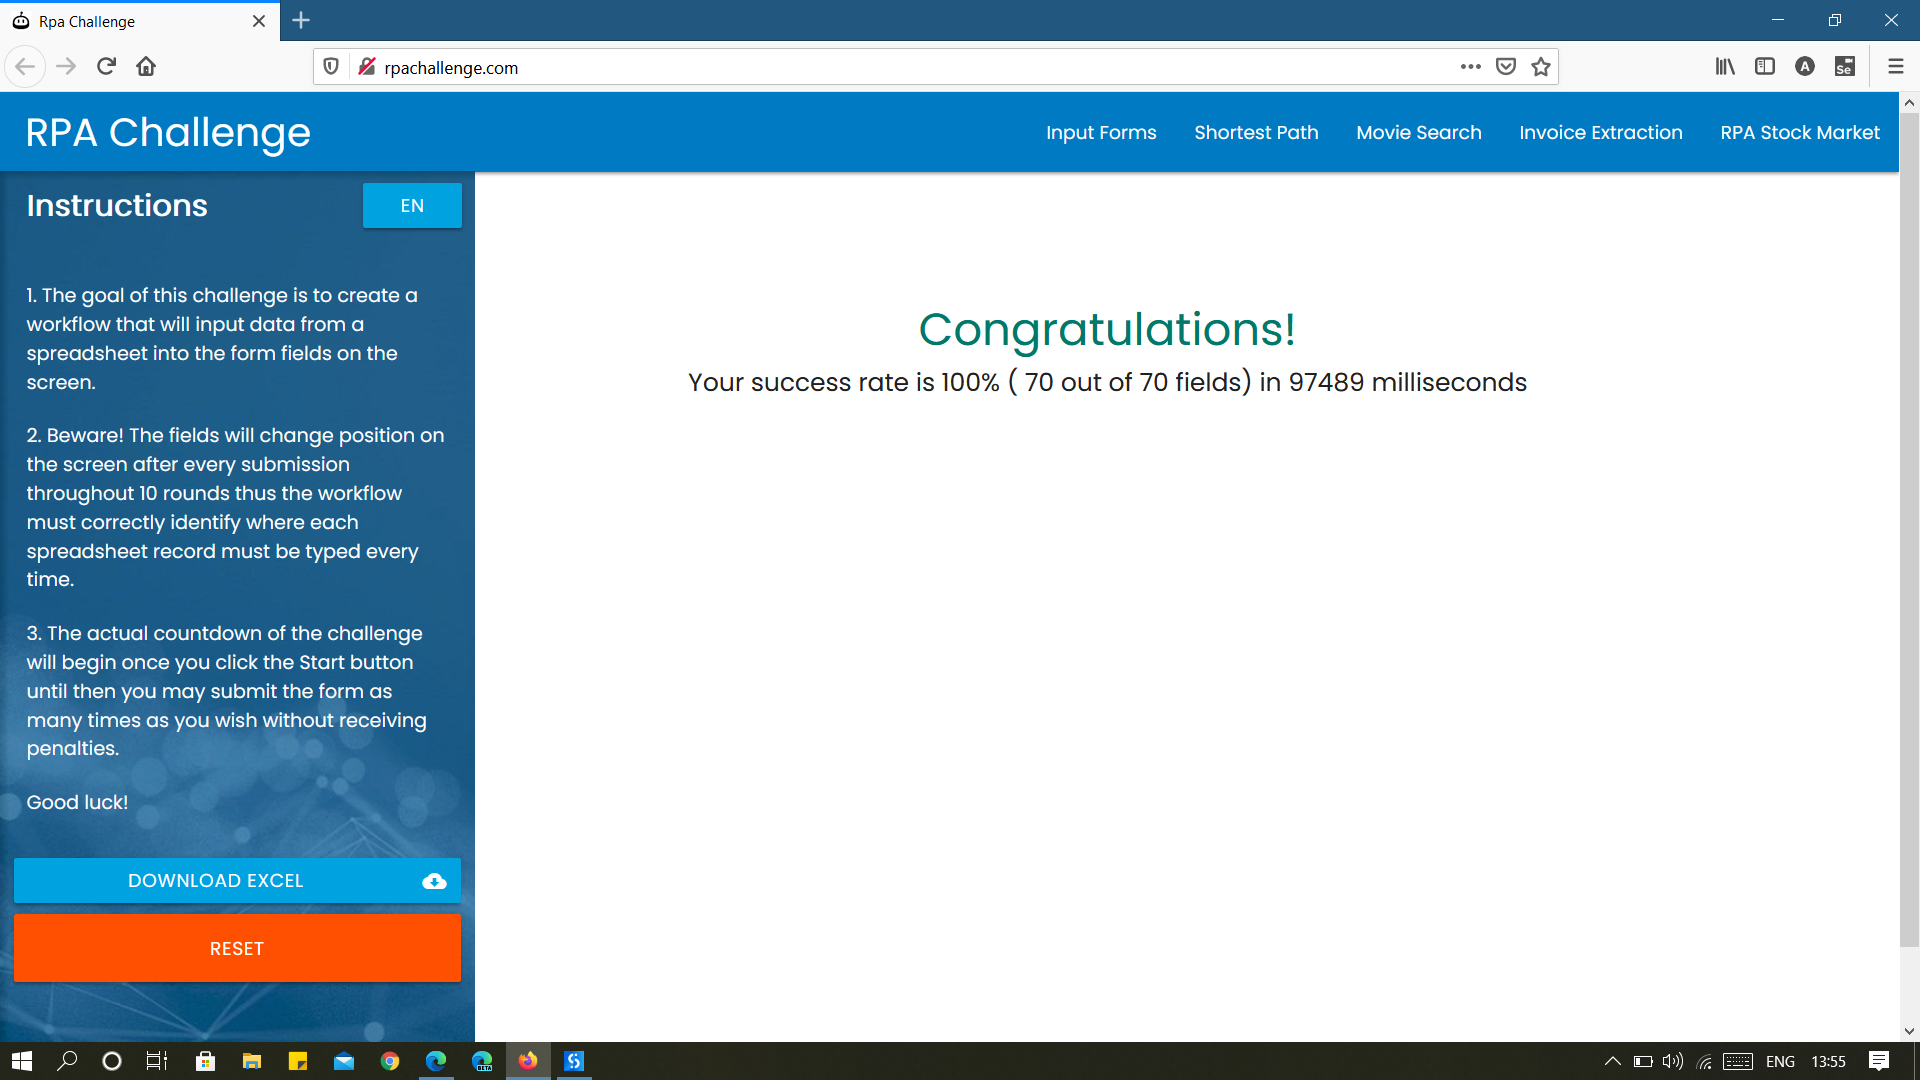 Rpa Challenge
rpachallenge.com
A
Se
RPA Challenge
Input Forms
Shortest Path
Movie Search
Invoice Extraction
RPA Stock Market
Instructions
EN
1. The goal of this challenge is to create a
workflow that will input data from a
spreadsheet into the form fields on the
screen.
2. Beware! The fields will change position on
the screen after every submission
throughout 10 rounds thus the workflow
must correctly identify where each
spreadsheet record must be typed every
time.
3. The actual countdown of the challenge
will begin once you click the Start button
until then you may submit the form as
many times as you wish without receiving
penalties.
Good luck!
DOWNLOAD EXCEL
RESET
Congratulations!
Your success rate is 100% ( 70 out of 70 fields) in 97489 milliseconds
BETA
ENG
13:55